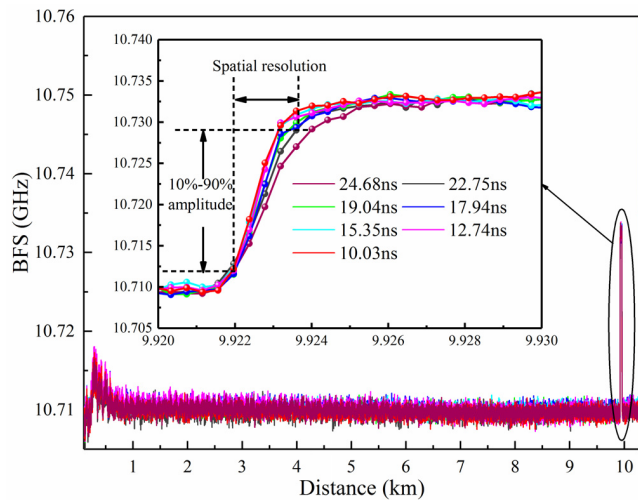 10.76
10.75
10.74
10.73
10.72
10.71
BFS (GHz)
10.740
10.735
10.730
10.725
10.720
10.715
10.710
10.705
Spatial resolution
10%-90%
amplitude
24.68ns
22.75ns
19.04ns
17.94ns
15.35ns
12.74ns
10.03ns
9.920
9.922
9.924
9.926
9.928
9.930
1
2
3
4
5
6
7
8
9
10
Distance (km)